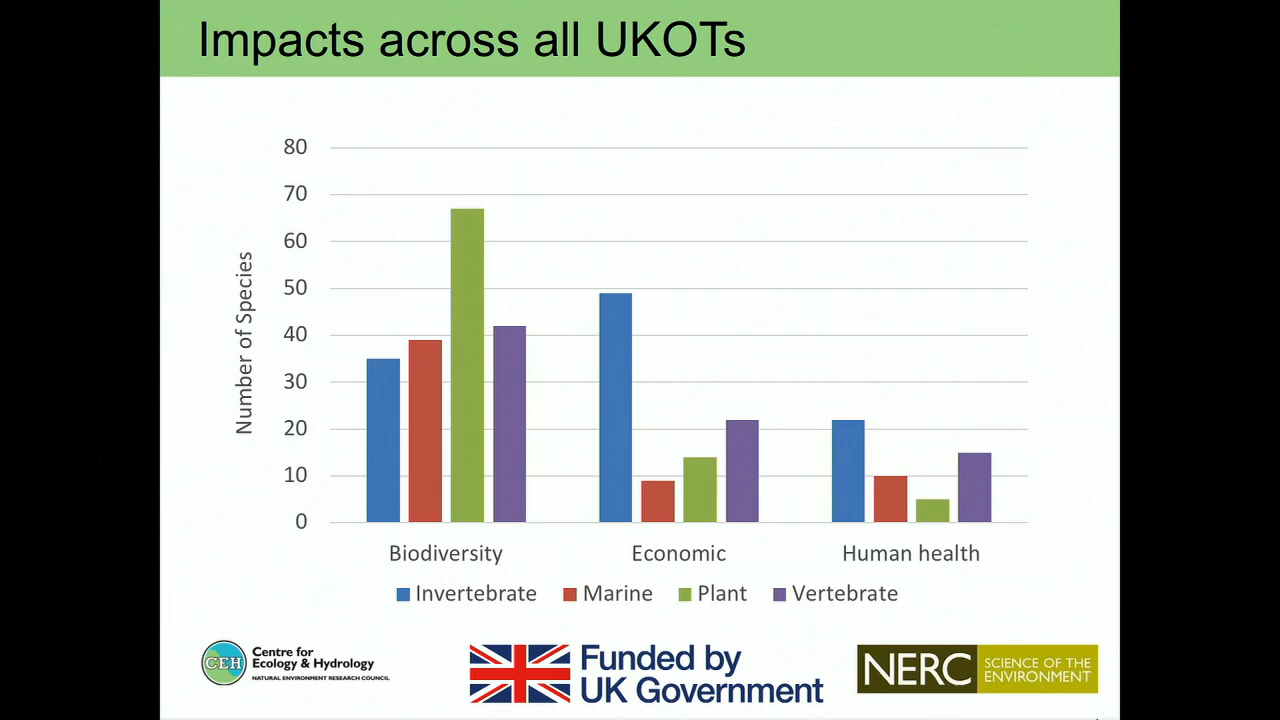 Impacts across all UKOTs
80
70
60
50
40
30
20
10
0
Number of Species
Biodiversity Economic Human health
Invertebrate Marine Plant Vertebrate
CEH
Centre for
Ecology & Hydrology
NATURAL ENVIRONMENT RESEARCH COUNCIL
Funded by
UK Government
NERC
SCIENCE OF THE
ENVIRONMENT